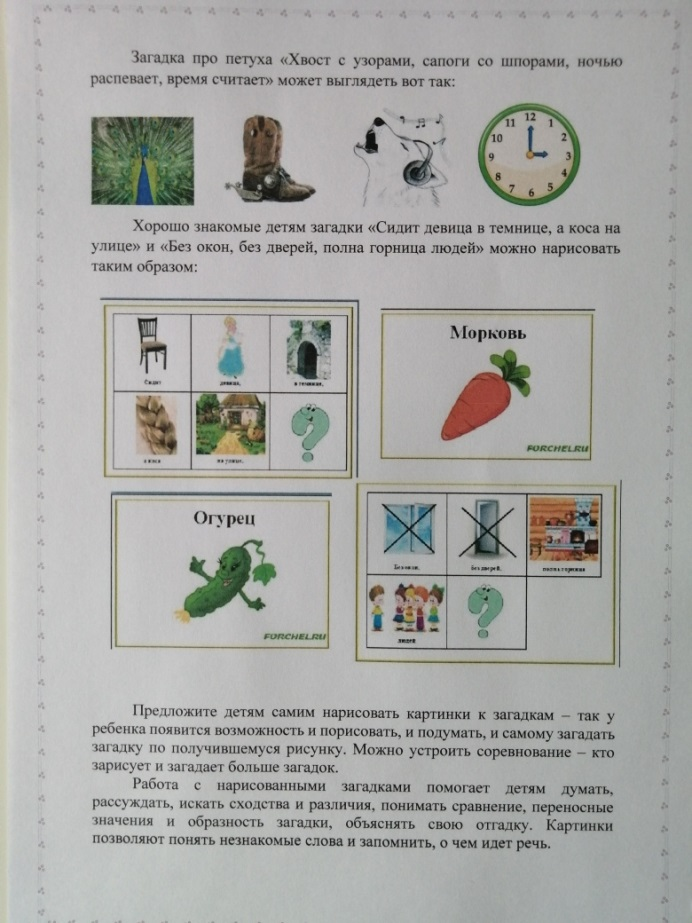 Загадка про петуха «Хвост с узорами, сапоги со шпорами, ночью
распевает, время считает» может выглядеть вот так:
12
11
1
10
2
9
3
8
4
7
5
6
Хорошо знакомые детям загадки «Сидит девица в темнице, а коса на
улице» и «Без окон, без дверей, полна горница людей» можно нарисовать
таким образом:
Сидит
девица,
в темнице,
а коса
на улице.
Морковь
FORCHEL.RU
Огурец
FORCHEL.RU
Без окон,
без дверей,
полна горница
людей
Предложите детям самим нарисовать картинки к загадкам – так у
ребенка появится возможность и порисовать, и подумать, и самому загадать
загадку по получившемуся рисунку. Можно устроить соревнование – кто
зарисует и загадает больше загадок.
Работа с нарисованными загадками помогает детям думать,
рассуждать, искать сходства и различия, понимать сравнение, переносные
значения и образность загадки, объяснять свою отгадку. Картинки
позволяют понять незнакомые слова и запомнить, о чем идет речь.